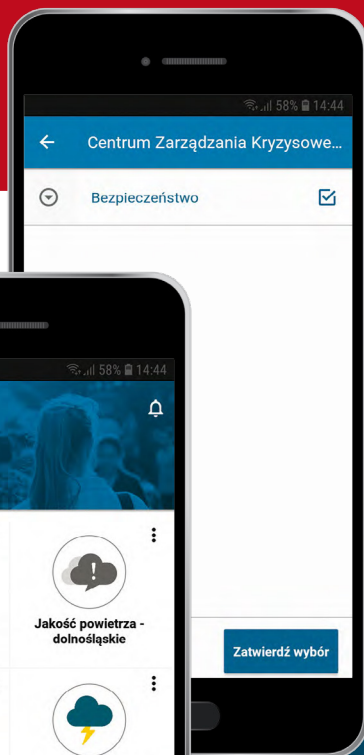 58% 14:44
Centrum Zarządzania Kryzysowe...
Bezpieczeństwo
58% 14:44
Jakość powietrza -
dolnośląskie
Zatwierdź wybór